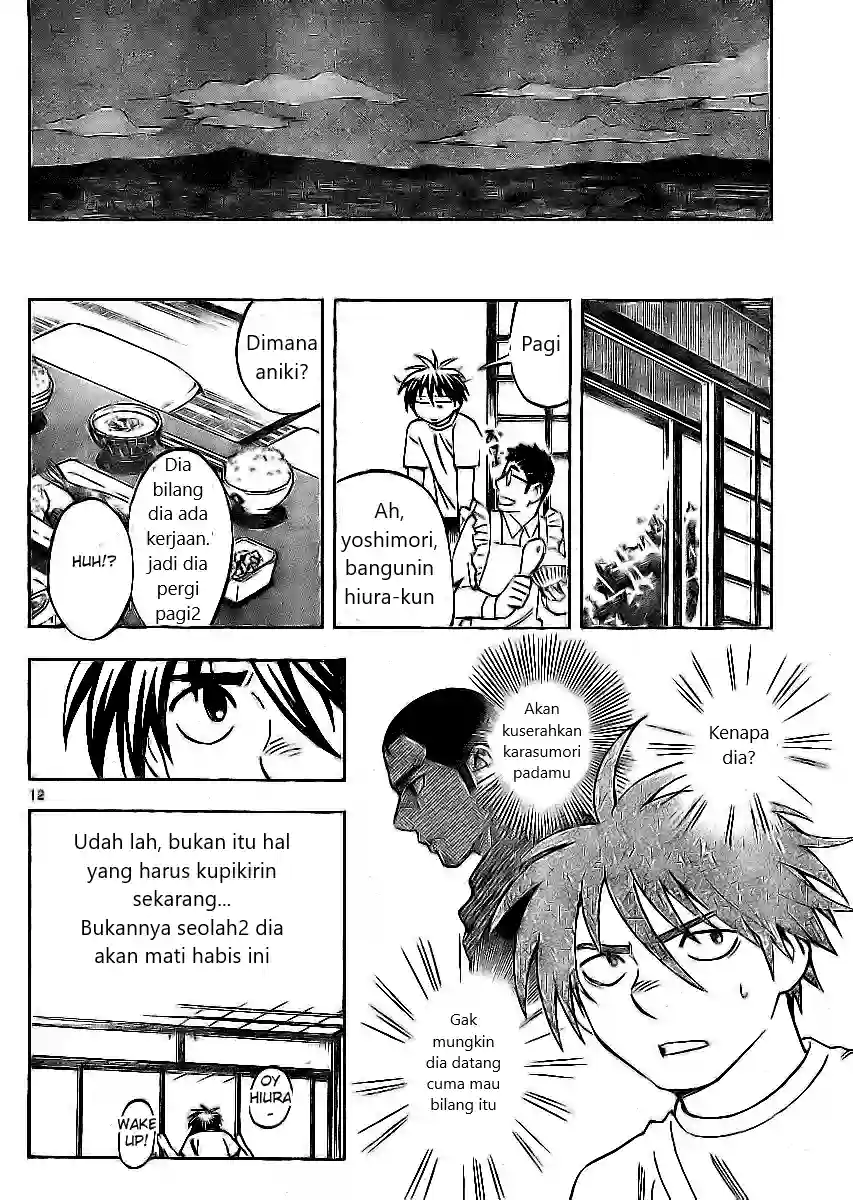 Pagi
Ah,
yoshimori,
bangunin
hiura-kun
Dimana
aniki?
Dia
bilang
dia ada
kerjaan.
jadi dia
pergi
pagi2
HUH!?
Kenapa
dia?
Akan
kuserahkan
karasumori
padamu
Gak
mungkin
dia datang
cuma mau
bilang itu
12
Udah lah, bukan itu hal
yang harus kupikirin
sekarang...
Bukannya seolah2 dia
akan mati habis ini
OY
HIURA
-
WAKE
UP!